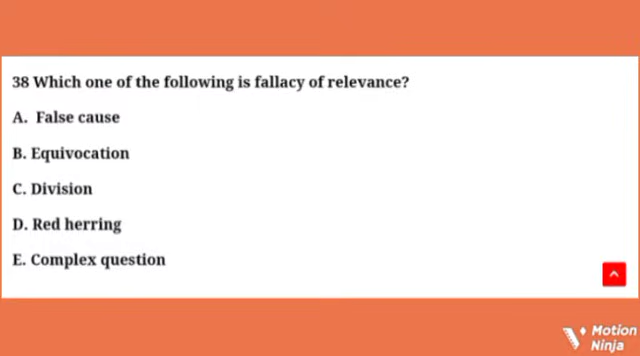 38 Which one of the following is fallacy of relevance?
A. False cause
B. Equivocation
C. Division
D. Red herring
E. Complex question
Motion
Ninja